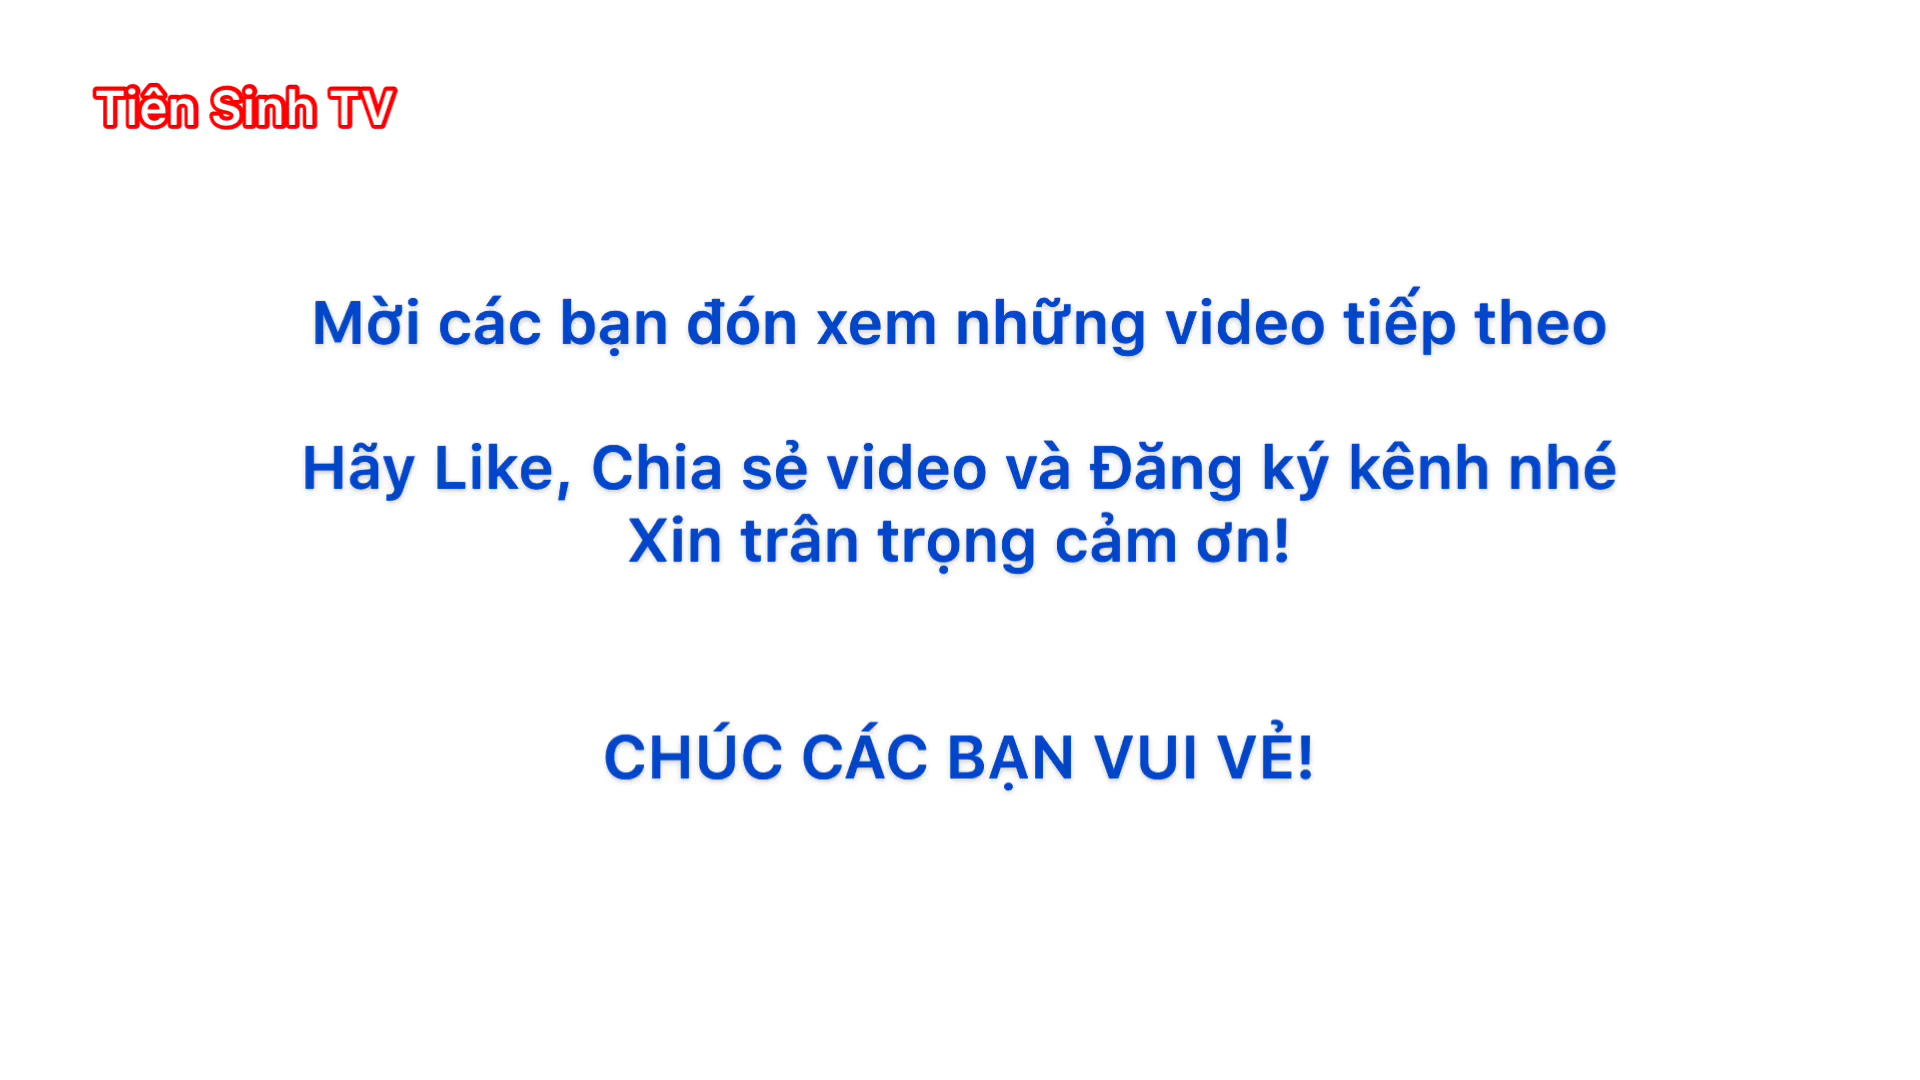 Tiên Sinh TV
Mời các bạn đón xem những video tiếp theo
Hãy Like, Chia sẻ video và Đăng ký kênh nhé
Xin trân trọng cảm ơn!
CHÚC CÁC BẠN VUI VẺ!